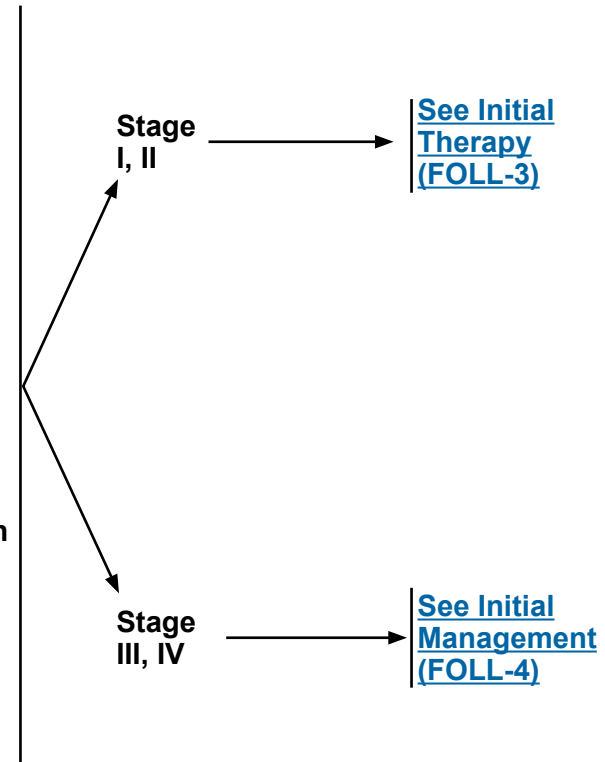 Stage
I, II
See Initial
Therapy
(FOLL-3)
Stage
III, IV
See Initial
Management
(FOLL-4)